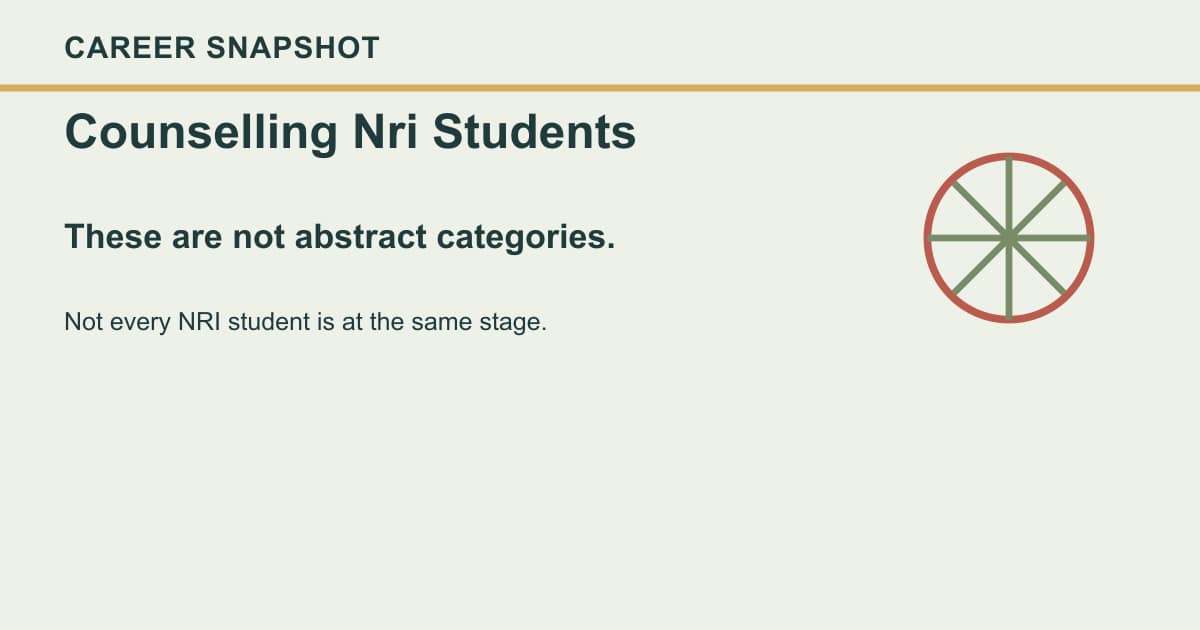 CAREER SNAPSHOT
Counselling Nri Students
These are not abstract categories.
Not every NRI student is at the same stage.